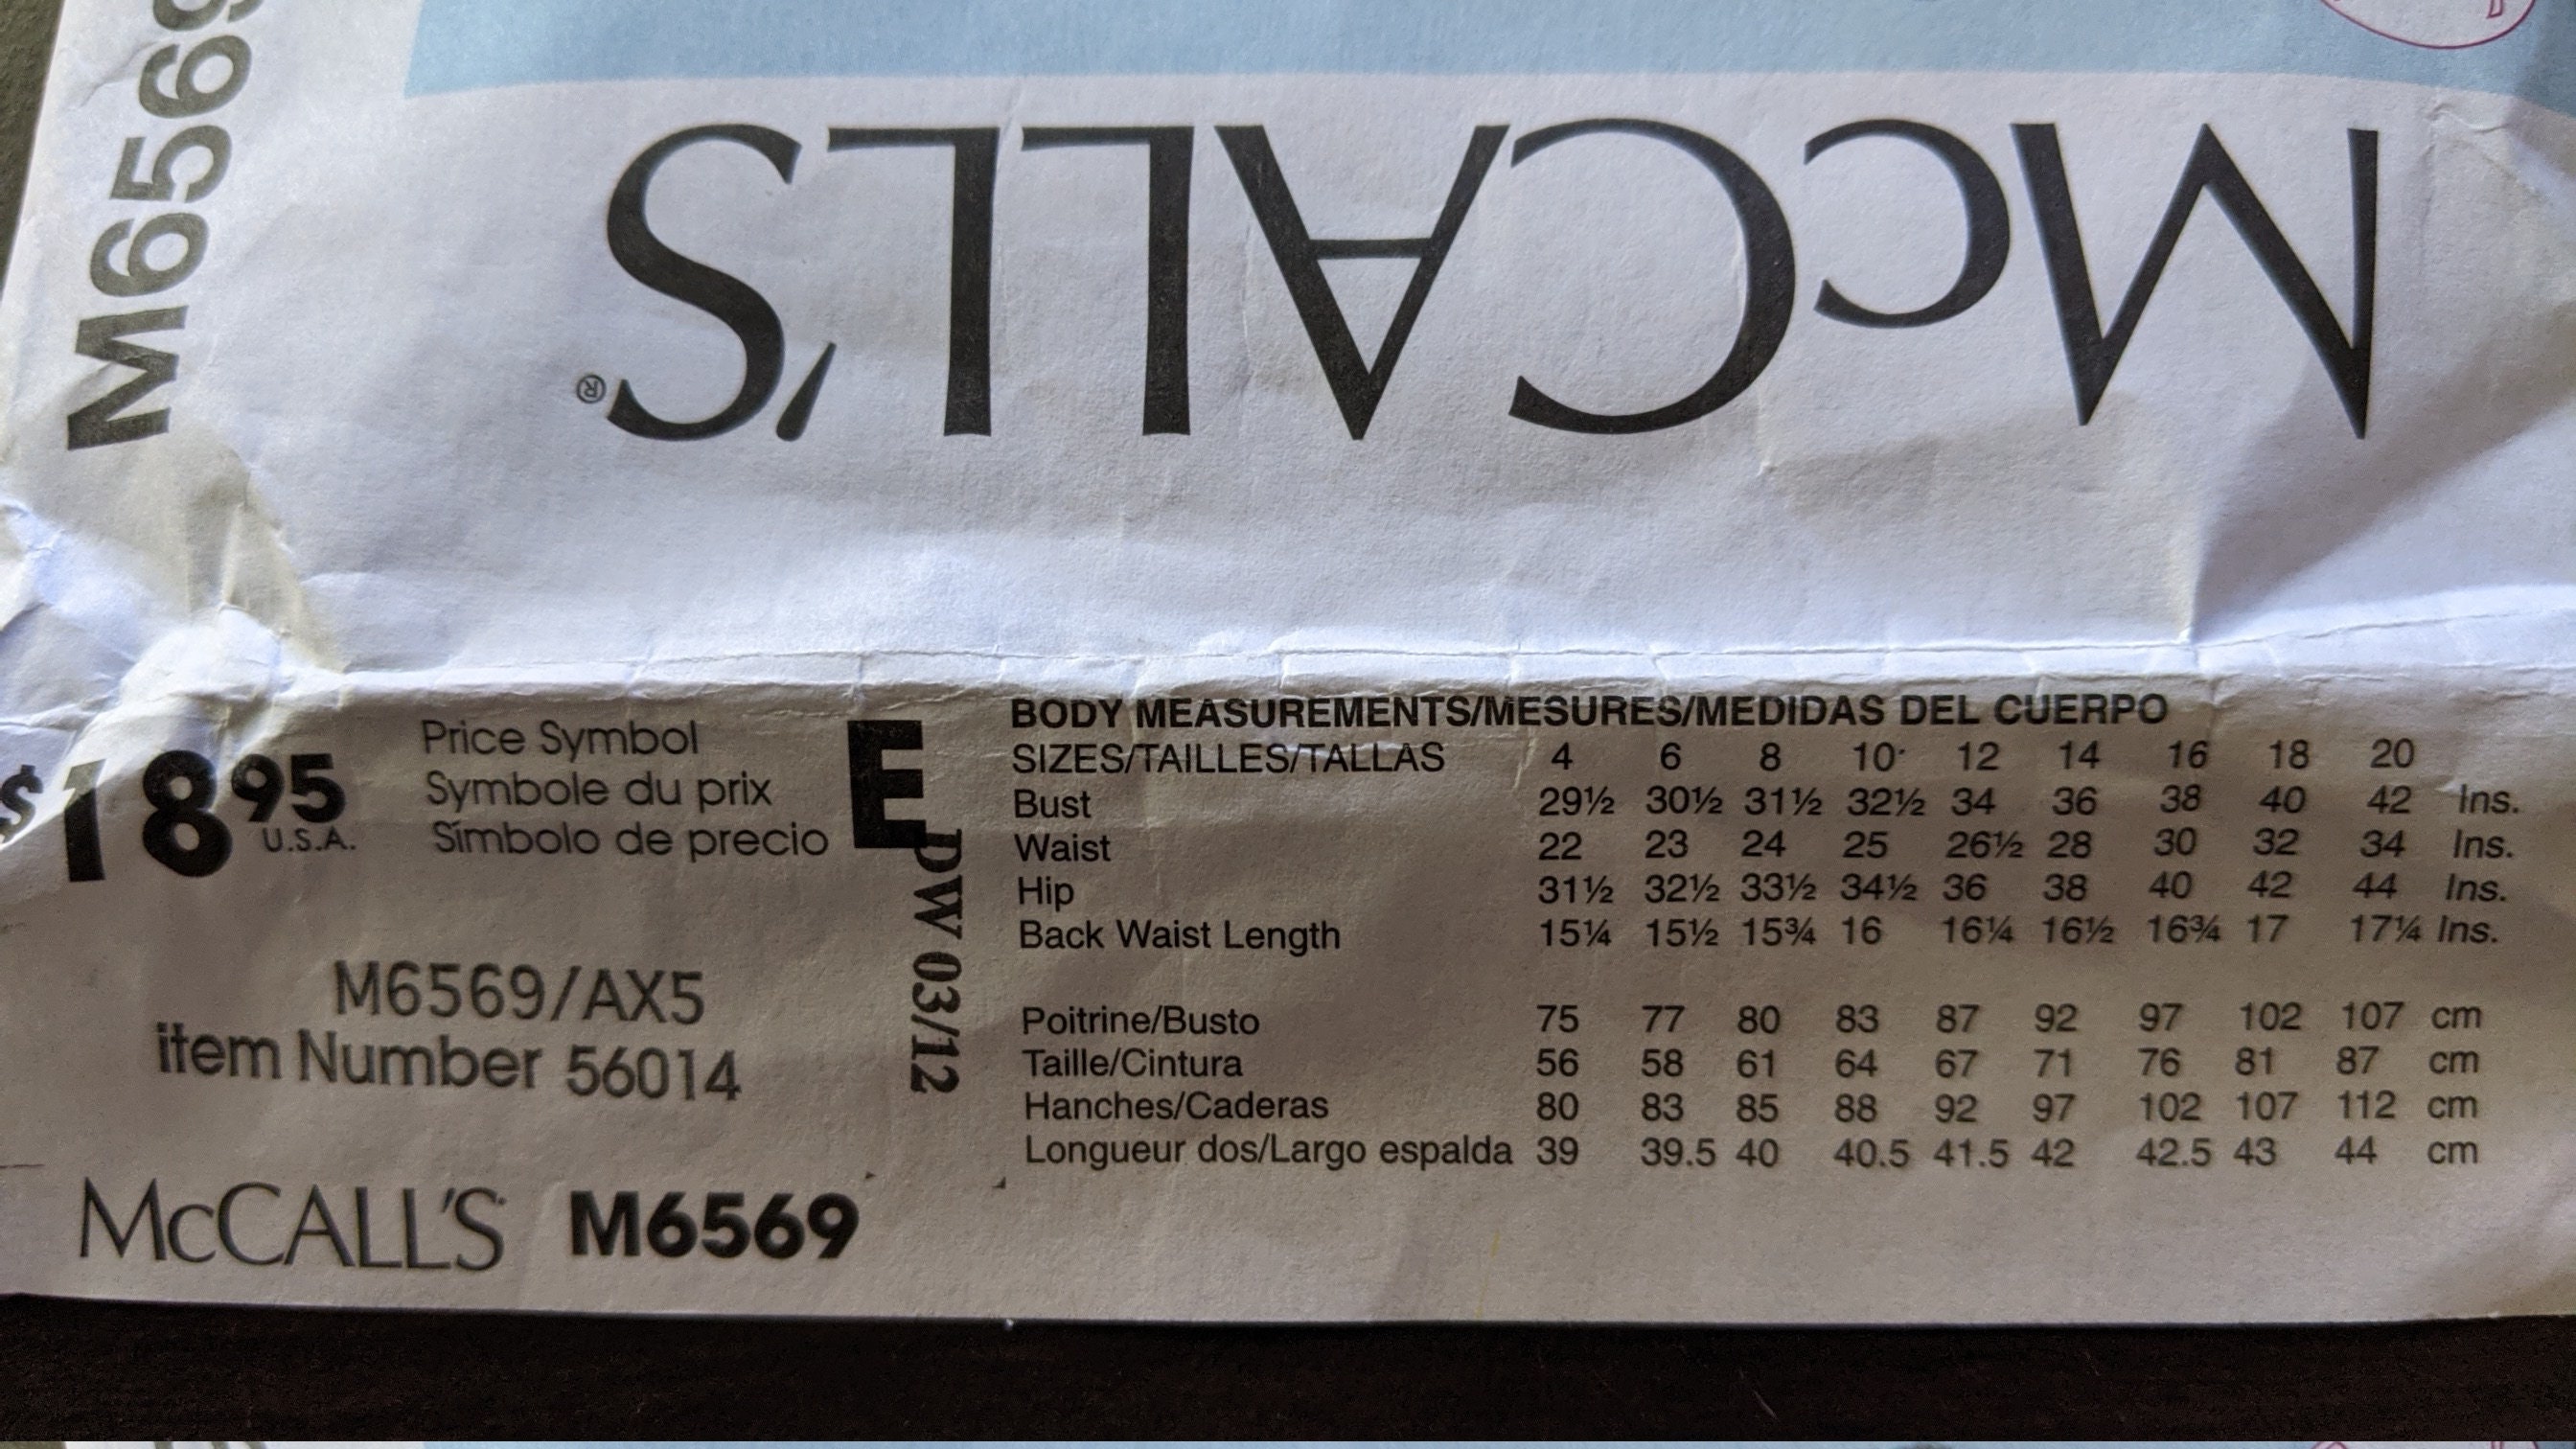 M6569
McCALL'S®
$18 95
U.S.A.
Price Symbol
Symbole du prix
Símbolo de precio
E
DW 03/12
M6569/AX5
item Number 56014
McCALL'S M6569
BODY MEASUREMENTS/MESURES/MEDIDAS DEL CUERPO
SIZES/TAILLES/TALLAS 4 6 8 10 12 14 16 18 20
Bust 29½ 30½ 31½ 32½ 34 36 38 40 42 Ins.
Waist 22 23 24 25 26½ 28 30 32 34 Ins.
Hip 31½ 32½ 33½ 34½ 36 38 40 42 44 Ins.
Back Waist Length 15¼ 15½ 15¾ 16 16¼ 16½ 16¾ 17 17¼ Ins.
Poitrine/Busto 75 77 80 83 87 92 97 102 107 cm
Taille/Cintura 56 58 61 64 67 71 76 81 87 cm
Hanches/Caderas 80 83 85 88 92 97 102 107 112 cm
Longueur dos/Largo espalda 39 39.5 40 40.5 41.5 42 42.5 43 44 cm